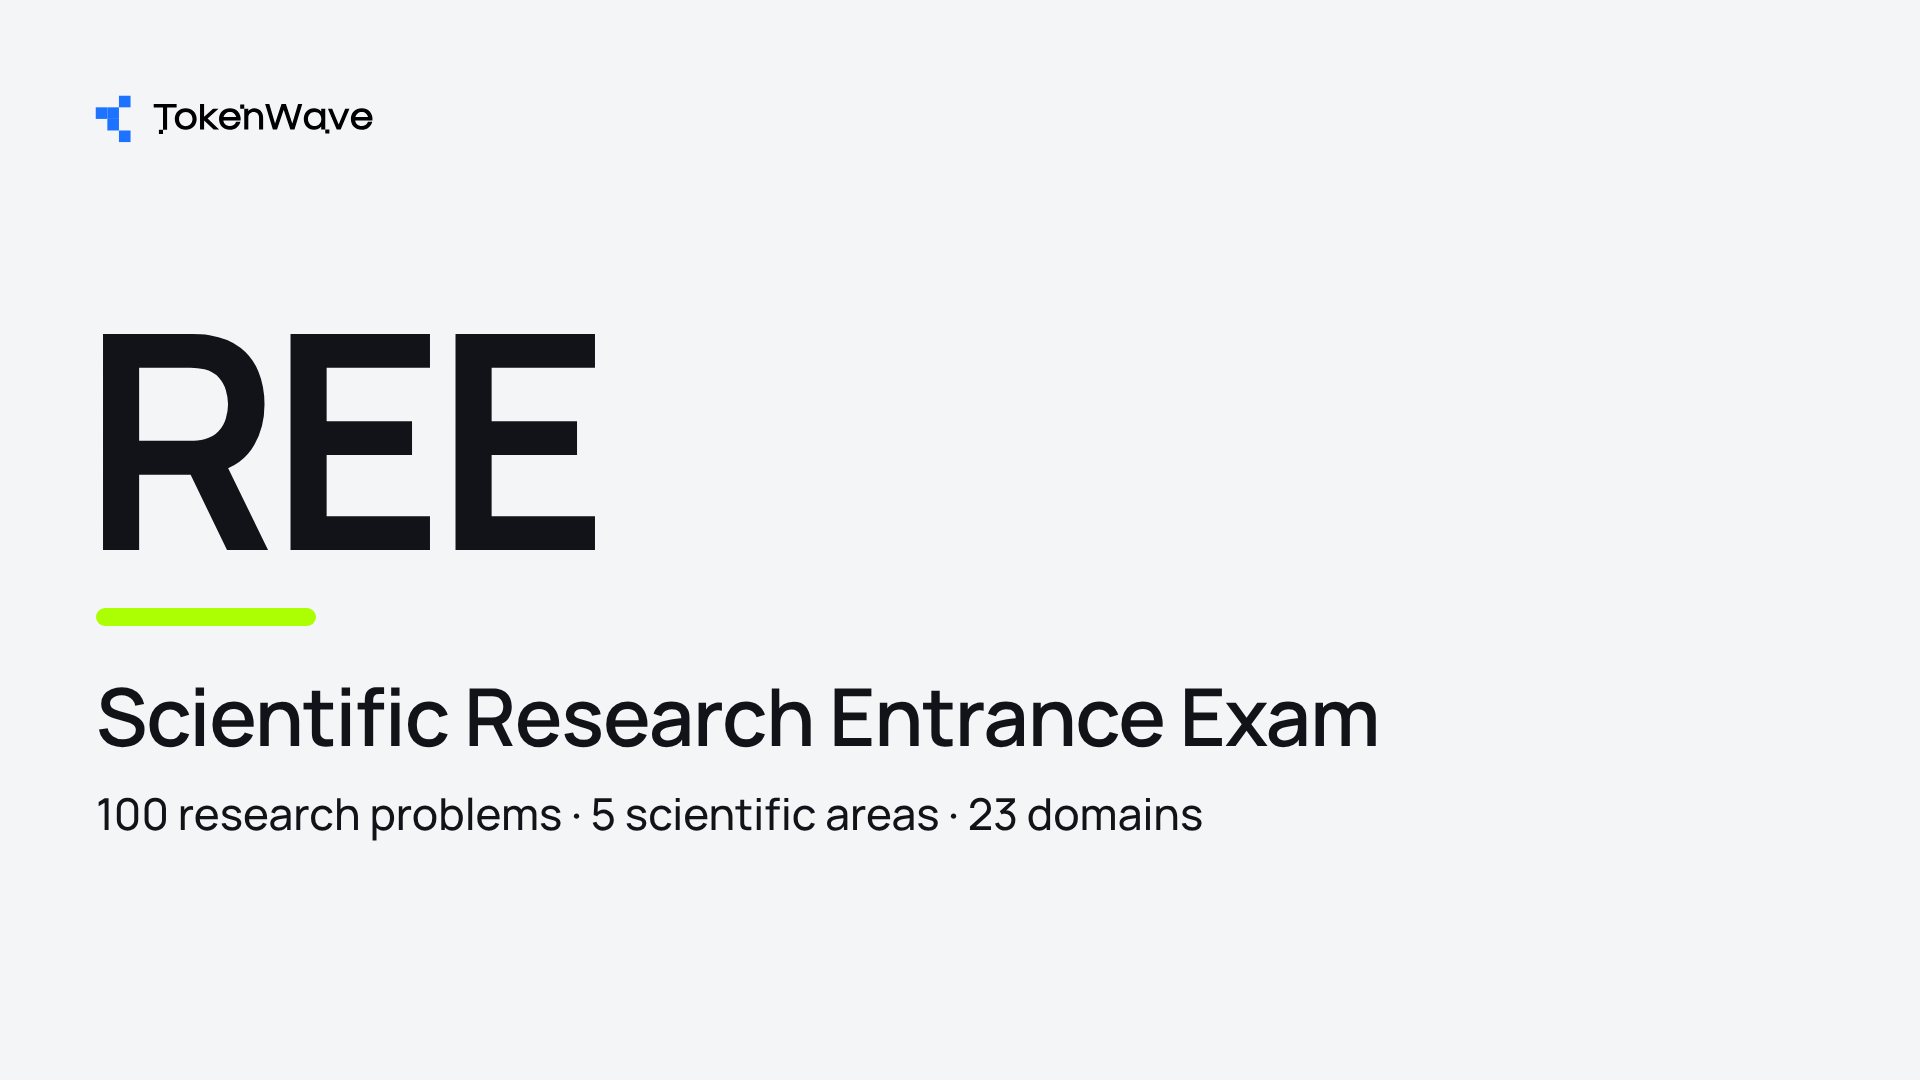 TokenWave
REE
Scientific Research Entrance Exam
100 research problems · 5 scientific areas · 23 domains